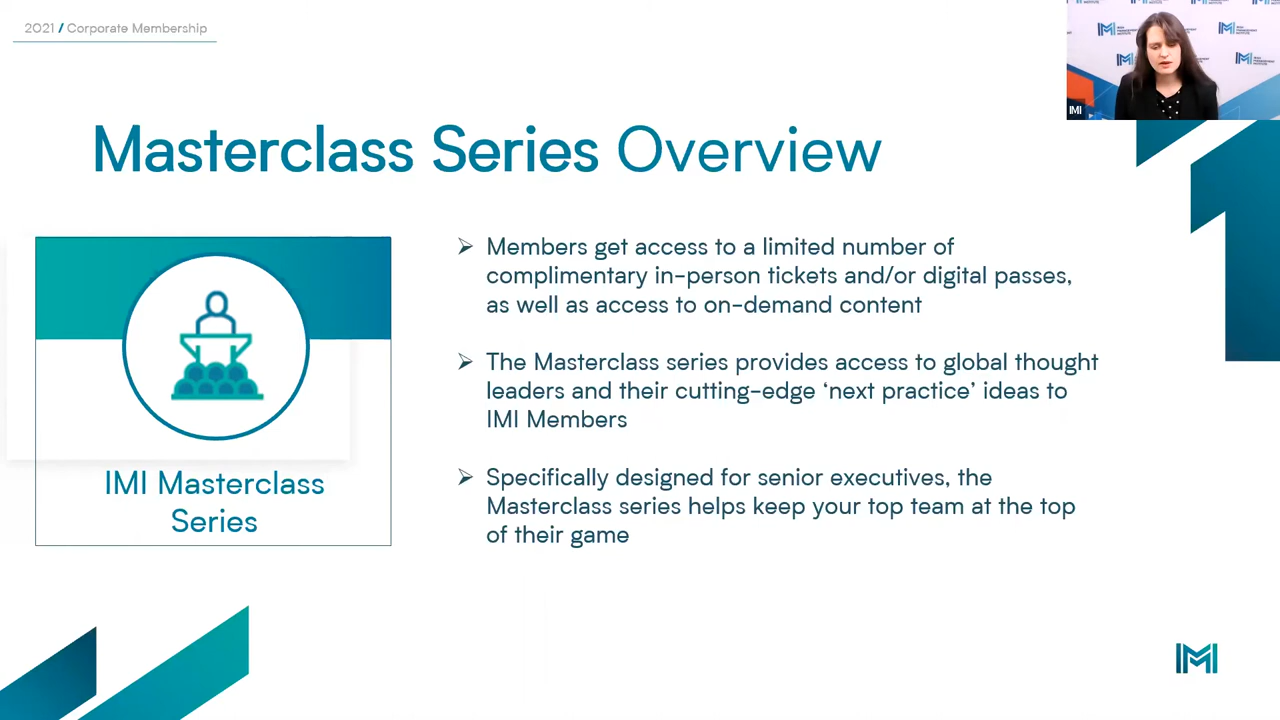 2021 / Corporate Membership
IMI
Masterclass Series Overview
➢ Members get access to a limited number of
complimentary in-person tickets and/or digital passes,
as well as access to on-demand content
➢ The Masterclass series provides access to global thought
leaders and their cutting-edge ‘next practice’ ideas to
IMI Members
➢ Specifically designed for senior executives, the
Masterclass series helps keep your top team at the top
of their game
IMI Masterclass
Series
IMI